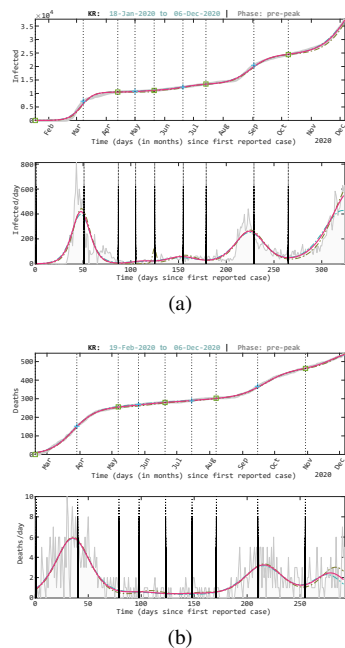 KR: 18-Jan-2020 to 06-Dec-2020 | Phase: pre-peak
×10⁴
Infected
3.5
3
2.5
2
1.5
1
0.5
0
Feb Mar Apr May Jun Jul Aug Sep Oct Nov Dec
Time (days (in months) since first reported case)
2020
Infected/day
800
600
400
200
0
0 50 100 150 200 250 300
Time (days since first reported case)
(a)
KR: 19-Feb-2020 to 06-Dec-2020 | Phase: pre-peak
Deaths
500
400
300
200
100
0
Mar Apr May Jun Jul Aug Sep Oct Nov Dec
Time (days (in months) since first reported case)
2020
Deaths/day
10
8
6
4
2
0
0 50 100 150 200 250
Time (days since first reported case)
(b)